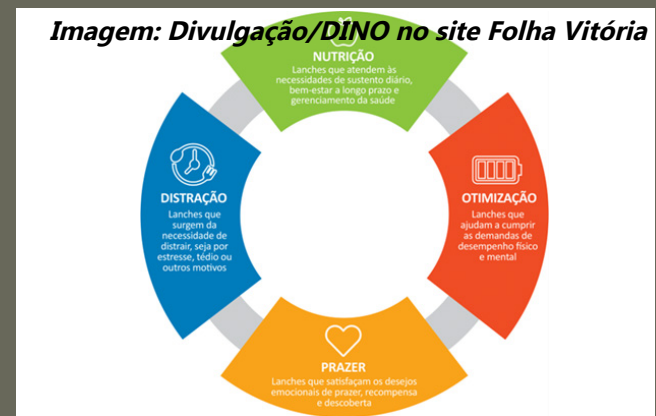 Imagem: Divulgação/DINO no site Folha Vitória
NUTRIÇÃO
Lanches que atendem às
necessidades de sustento diário,
bem-estar a longo prazo e
gerenciamento da saúde
DISTRAÇÃO
Lanches que
surgem da
necessidade de
distrair, seja por
estresse, tédio ou
outros motivos
OTIMIZAÇÃO
Lanches que
ajudam a cumprir
as demandas de
desempenho físico
e mental
PRAZER
Lanches que satisfaçam os desejos
emocionais de prazer, recompensa
e descoberta